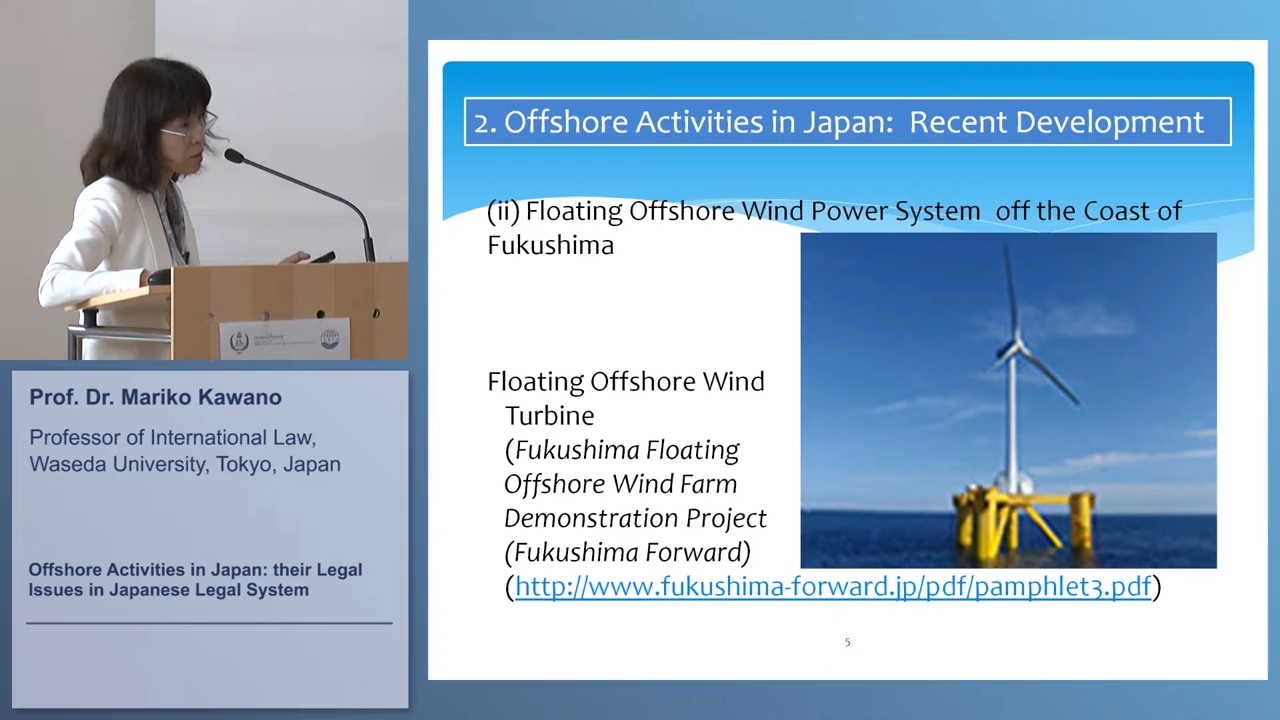 2. Offshore Activities in Japan: Recent Development
(ii) Floating Offshore Wind Power System off the Coast of
Fukushima
Floating Offshore Wind
Turbine
(Fukushima Floating
Offshore Wind Farm
Demonstration Project
(Fukushima Forward)
(http://www.fukushima-forward.jp/pdf/pamphlet3.pdf)
5
Prof. Dr. Mariko Kawano
Professor of International Law,
Waseda University, Tokyo, Japan
Offshore Activities in Japan: their Legal
Issues in Japanese Legal System